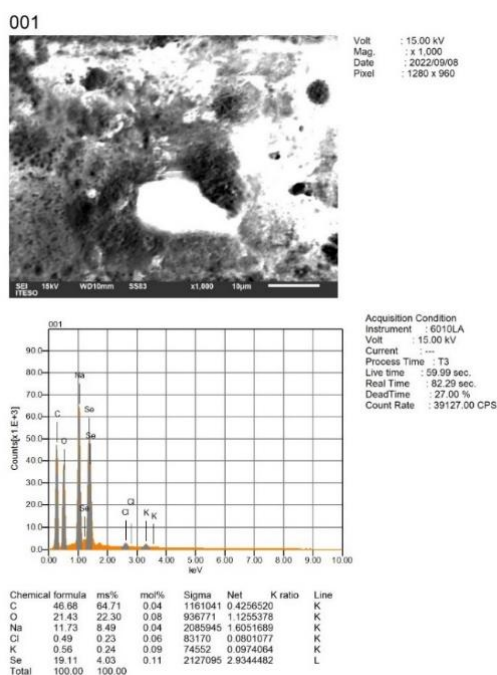 001
Volt : 15.00 kV
Mag. : x 1,000
Date : 2022/09/08
Pixel : 1280 x 960
SEI 15kV WD10mm SS63 x1,000 10µm
ITESO
Acquisition Condition
Instrument : 6010LA
Volt : 15.00 kV
Current : ---
Process Time : T3
Live time : 59.99 sec.
Real Time : 82.29 sec.
DeadTime : 27.00 %
Count Rate : 39127.00 CPS
001
Counts[x1.E+3]
90.0
80.0
70.0
60.0
50.0
40.0
30.0
20.0
10.0
0.0
C
O
Na
Se
Se
Se
Cl
Cl
K
K
0.00 1.00 2.00 3.00 4.00 5.00 6.00 7.00 8.00 9.00 10.00
keV
Chemical formula ms% mol% Sigma Net K ratio Line
C 46.68 64.71 0.04 1161041 0.4256520 K
O 21.43 22.30 0.08 936771 1.1255378 K
Na 11.73 8.49 0.04 2085945 1.6051689 K
Cl 0.49 0.23 0.06 83170 0.0801077 K
K 0.56 0.24 0.09 74552 0.0974064 K
Se 19.11 4.03 0.11 2127095 2.9344482 L
Total 100.00 100.00